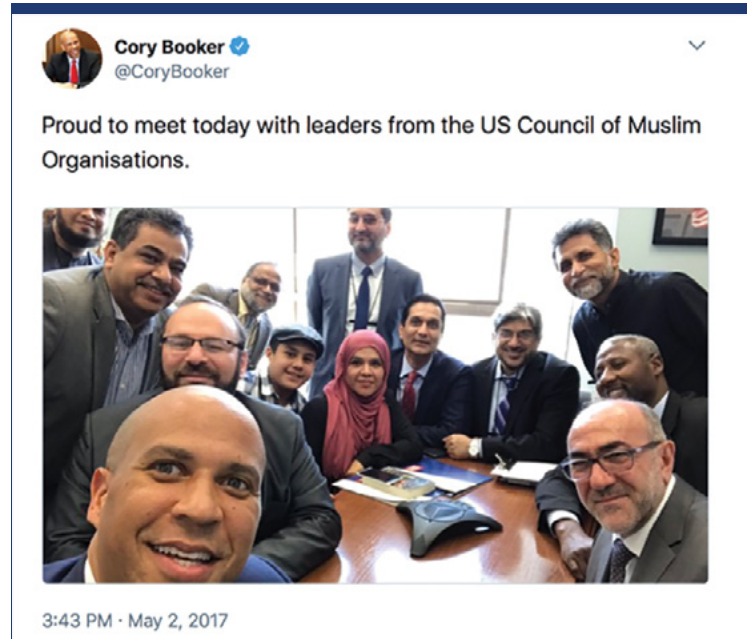 Cory Booker
@CoryBooker
Proud to meet today with leaders from the US Council of Muslim
Organisations.
3:43 PM · May 2, 2017